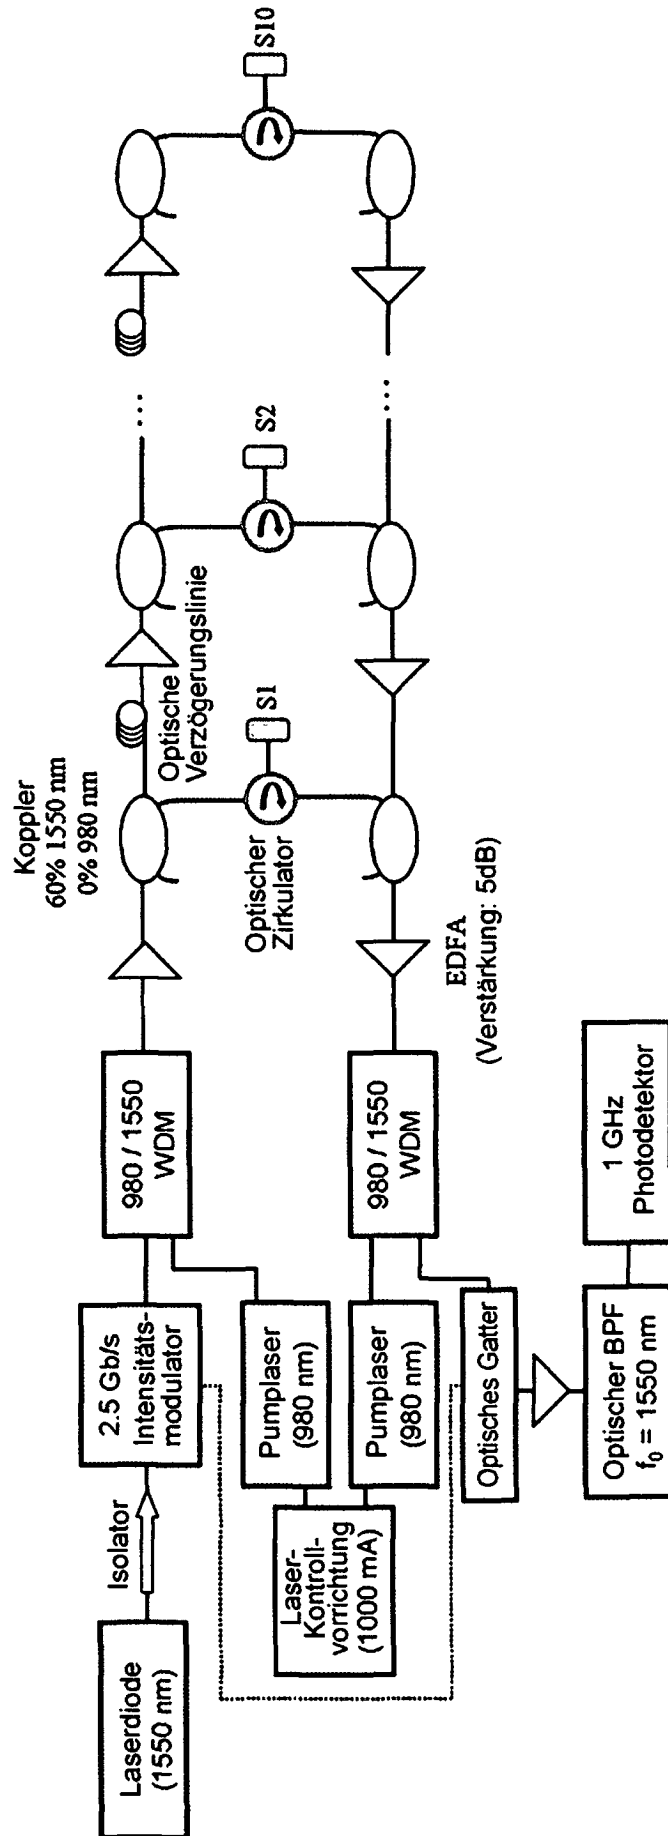 Laserdiode
(1550 nm)
Isolator
2.5 Gb/s
Intensitäts-
modulator
980 / 1550
WDM
Koppler
60% 1550 nm
0% 980 nm
Optische
Verzögerungslinie
Laser-
Kontroll-
vorrichtung
(1000 mA)
Pumplaser
(980 nm)
Pumplaser
(980 nm)
980 / 1550
WDM
Optischer
Zirkulator
S1
S2
S10
...
...
EDFA
(Verstärkung: 5dB)
Optisches Gatter
Optischer BPF
f₀ = 1550 nm
1 GHz
Photodetektor